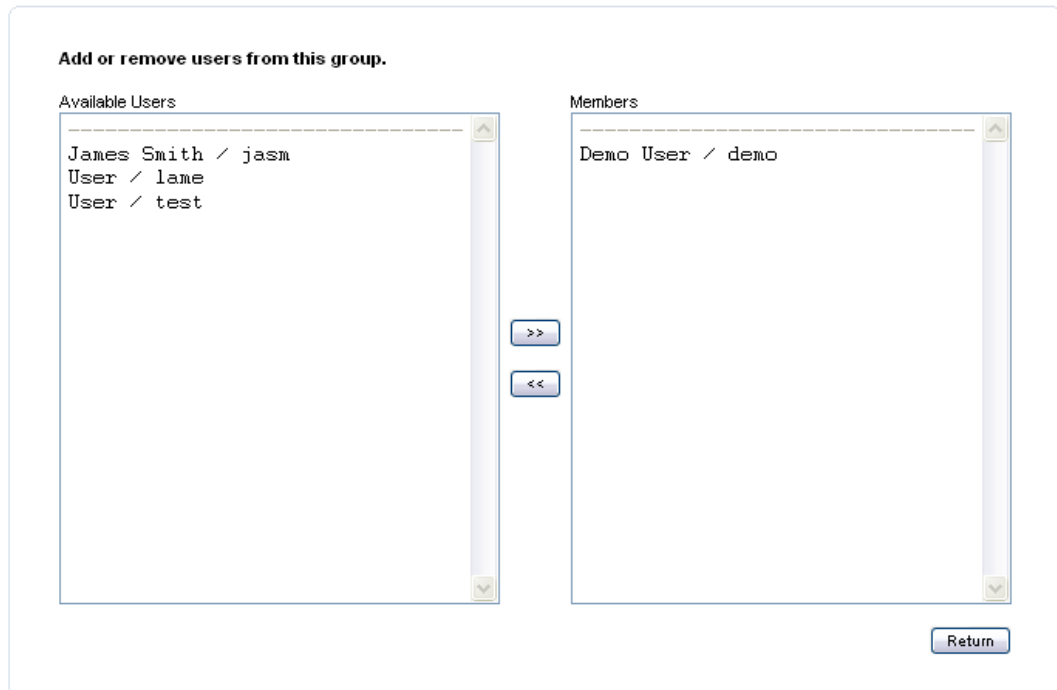 Add or remove users from this group.
Available Users
--------------------------------
James Smith / jasm
User / lame
User / test
Members
--------------------------------
Demo User / demo
>>
<<
Return